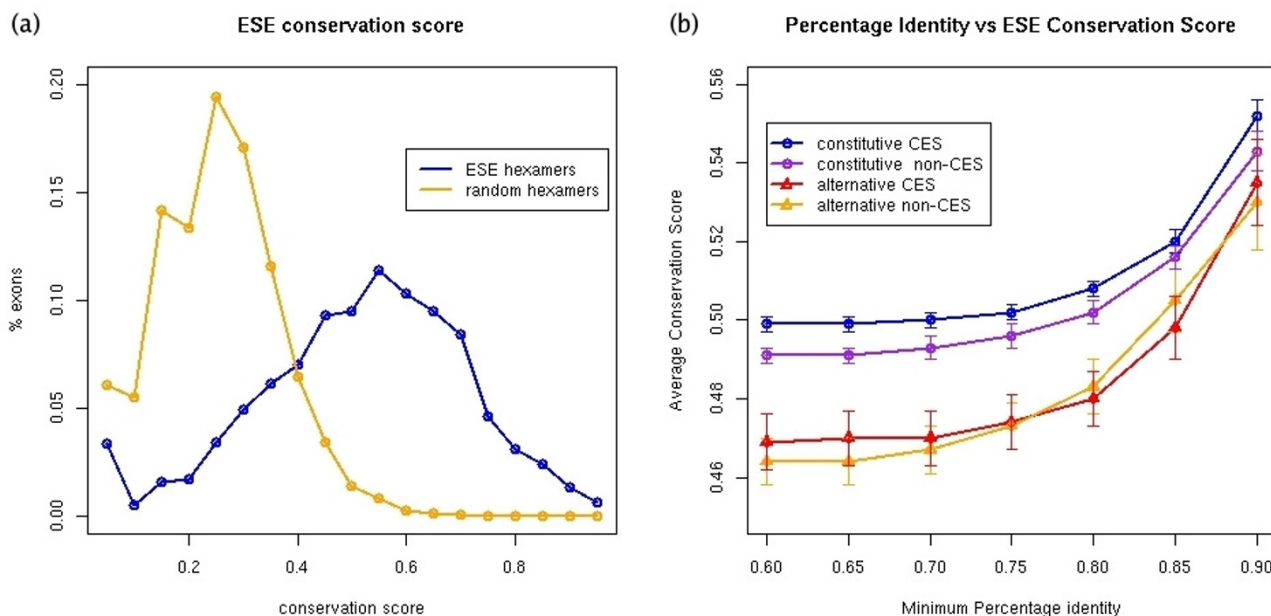 (a)
ESE conservation score
% exons
0.20
0.15
0.10
0.05
0.00
ESE hexamers
random hexamers
0.2
0.4
0.6
0.8
conservation score
(b)
Percentage Identity vs ESE Conservation Score
Average Conservation Score
0.56
0.54
0.52
0.50
0.48
0.46
constitutive CES
constitutive non-CES
alternative CES
alternative non-CES
0.60
0.65
0.70
0.75
0.80
0.85
0.90
Minimum Percentage identity